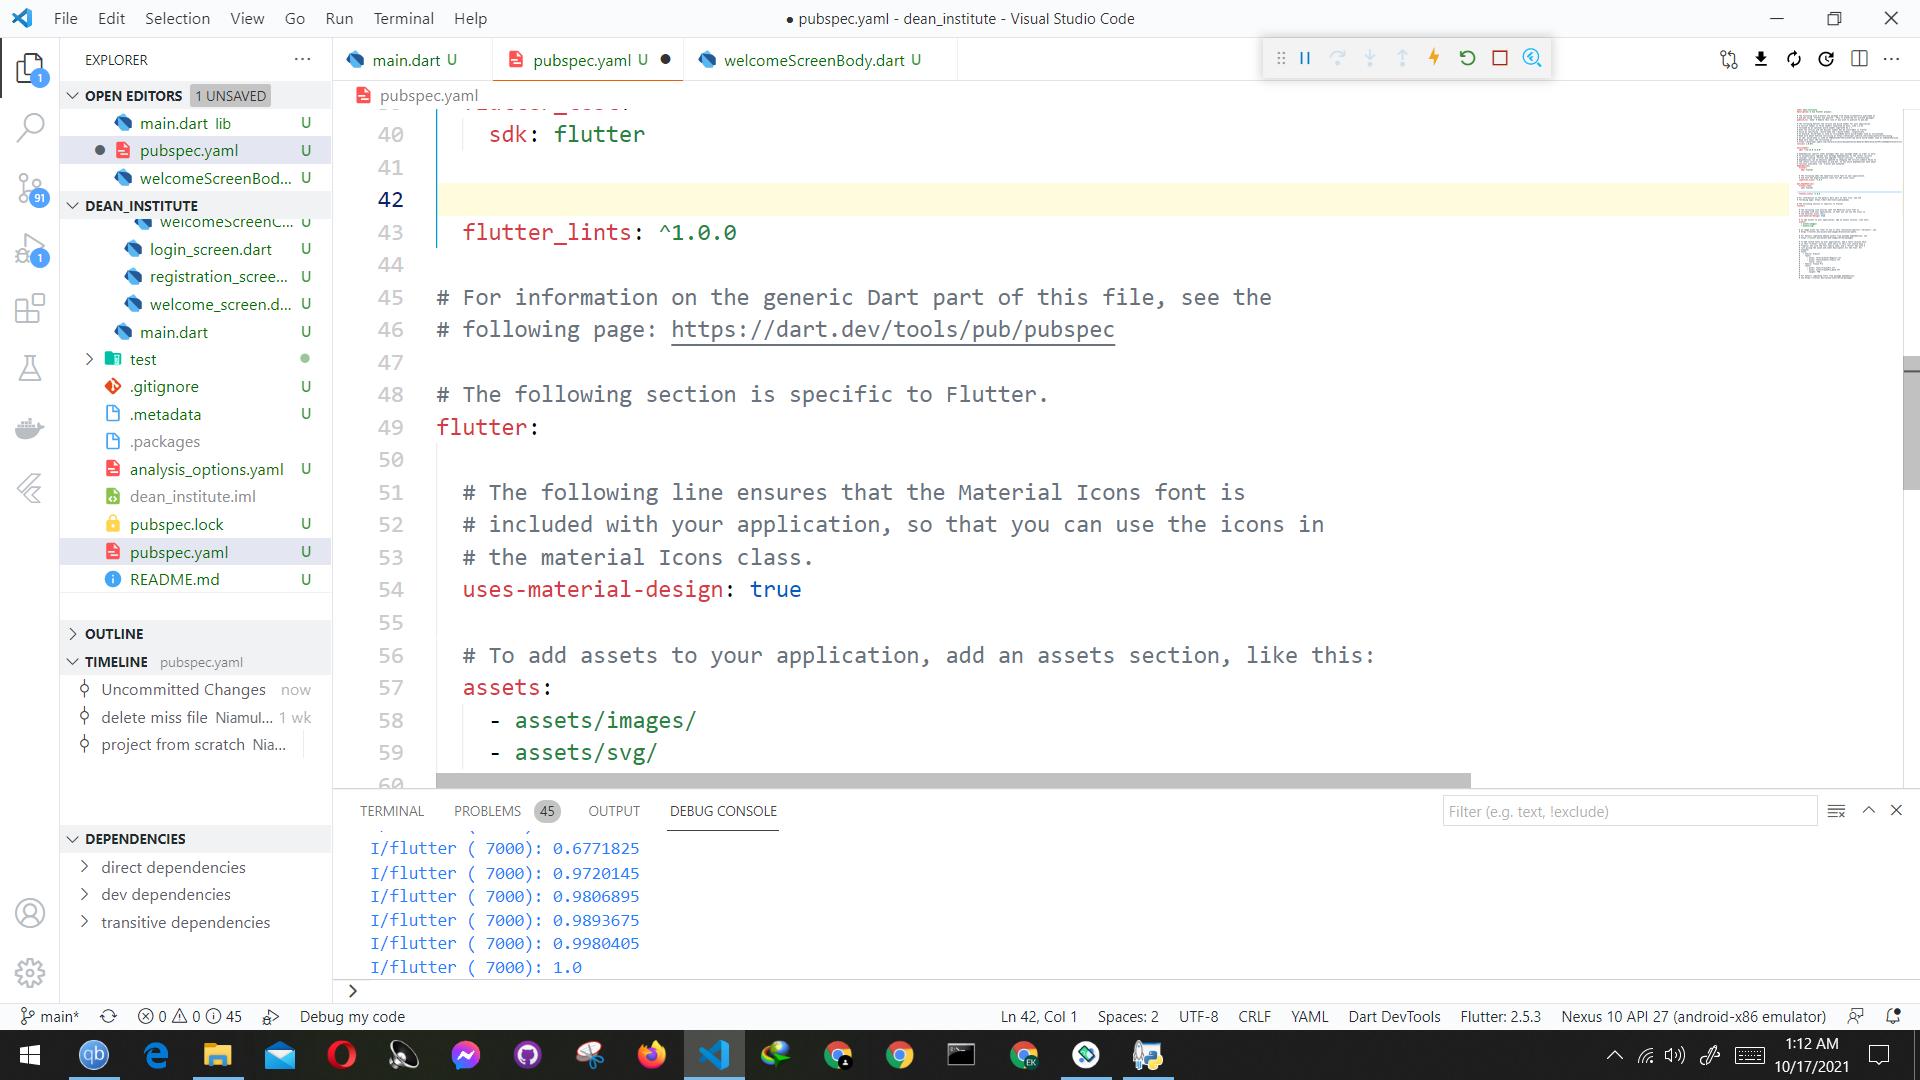 File Edit Selection View Go Run Terminal Help
● pubspec.yaml - dean_institute - Visual Studio Code
EXPLORER
OPEN EDITORS 1 UNSAVED
main.dart lib U
pubspec.yaml U
welcomeScreenBod... U
DEAN_INSTITUTE
welcomeScreenC... U
login_screen.dart U
registration_scree... U
welcome_screen.d... U
main.dart U
test
.gitignore U
.metadata U
.packages
analysis_options.yaml U
dean_institute.iml
pubspec.lock U
pubspec.yaml U
README.md U
OUTLINE
TIMELINE pubspec.yaml
Uncommitted Changes now
delete miss file Niamul... 1 wk
project from scratch Nia...
DEPENDENCIES
direct dependencies
dev dependencies
transitive dependencies
1
91
1
main.dart U
pubspec.yaml U ●
welcomeScreenBody.dart U
pubspec.yaml
40 sdk: flutter
41
42
43 flutter_lints: ^1.0.0
44
45 # For information on the generic Dart part of this file, see the
46 # following page: https://dart.dev/tools/pub/pubspec
47
48 # The following section is specific to Flutter.
49 flutter:
50
51 # The following line ensures that the Material Icons font is
52 # included with your application, so that you can use the icons in
53 # the material Icons class.
54 uses-material-design: true
55
56 # To add assets to your application, add an assets section, like this:
57 assets:
58 - assets/images/
59 - assets/svg/
60
TERMINAL PROBLEMS 45 OUTPUT DEBUG CONSOLE
Filter (e.g. text, !exclude)
I/flutter ( 7000): 0.6771825
I/flutter ( 7000): 0.9720145
I/flutter ( 7000): 0.9806895
I/flutter ( 7000): 0.9893675
I/flutter ( 7000): 0.9980405
I/flutter ( 7000): 1.0
main* 0 0 45 Debug my code
Ln 42, Col 1 Spaces: 2 UTF-8 CRLF YAML Dart DevTools Flutter: 2.5.3 Nexus 10 API 27 (android-x86 emulator)
qb
EK
1:12 AM
10/17/2021